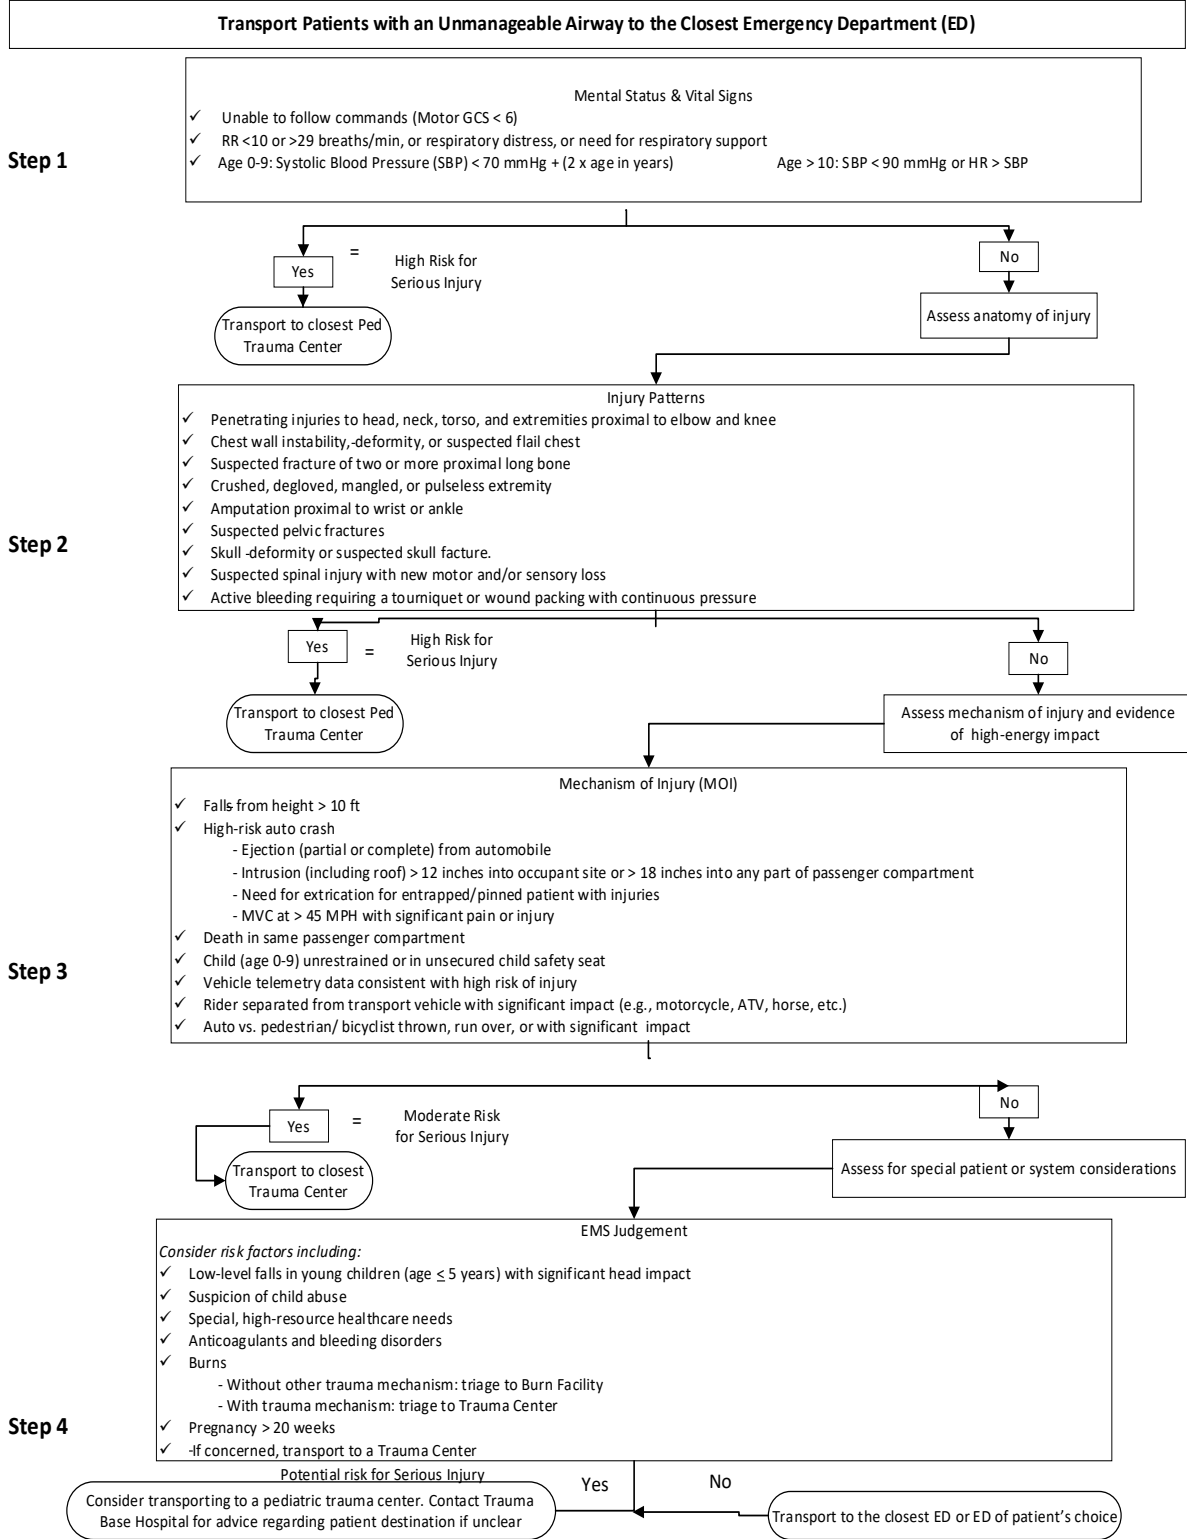 Transport Patients with an Unmanageable Airway to the Closest Emergency Department (ED)
Step 1
Mental Status & Vital Signs
✓ Unable to follow commands (Motor GCS < 6)
✓ RR <10 or >29 breaths/min, or respiratory distress, or need for respiratory support
✓ Age 0-9: Systolic Blood Pressure (SBP) < 70 mmHg + (2 x age in years) Age > 10: SBP < 90 mmHg or HR > SBP
Yes
=
High Risk for
Serious Injury
No
Transport to closest Ped
Trauma Center
Assess anatomy of injury
Step 2
Injury Patterns
✓ Penetrating injuries to head, neck, torso, and extremities proximal to elbow and knee
✓ Chest wall instability,-deformity, or suspected flail chest
✓ Suspected fracture of two or more proximal long bone
✓ Crushed, degloved, mangled, or pulseless extremity
✓ Amputation proximal to wrist or ankle
✓ Suspected pelvic fractures
✓ Skull -deformity or suspected skull facture.
✓ Suspected spinal injury with new motor and/or sensory loss
✓ Active bleeding requiring a tourniquet or wound packing with continuous pressure
Yes
=
High Risk for
Serious Injury
No
Transport to closest Ped
Trauma Center
Assess mechanism of injury and evidence
of high-energy impact
Step 3
Mechanism of Injury (MOI)
✓ Falls- from height > 10 ft
✓ High-risk auto crash
- Ejection (partial or complete) from automobile
- Intrusion (including roof) > 12 inches into occupant site or > 18 inches into any part of passenger compartment
- Need for extrication for entrapped/pinned patient with injuries
- MVC at > 45 MPH with significant pain or injury
✓ Death in same passenger compartment
✓ Child (age 0-9) unrestrained or in unsecured child safety seat
✓ Vehicle telemetry data consistent with high risk of injury
✓ Rider separated from transport vehicle with significant impact (e.g., motorcycle, ATV, horse, etc.)
✓ Auto vs. pedestrian/ bicyclist thrown, run over, or with significant impact
Yes
=
Moderate Risk
for Serious Injury
No
Transport to closest
Trauma Center
Assess for special patient or system considerations
Step 4
EMS Judgement
Consider risk factors including:
✓ Low-level falls in young children (age ≤ 5 years) with significant head impact
✓ Suspicion of child abuse
✓ Special, high-resource healthcare needs
✓ Anticoagulants and bleeding disorders
✓ Burns
- Without other trauma mechanism: triage to Burn Facility
- With trauma mechanism: triage to Trauma Center
✓ Pregnancy > 20 weeks
✓ -If concerned, transport to a Trauma Center
Potential risk for Serious Injury
Yes
No
Consider transporting to a pediatric trauma center. Contact Trauma
Base Hospital for advice regarding patient destination if unclear
Transport to the closest ED or ED of patient's choice